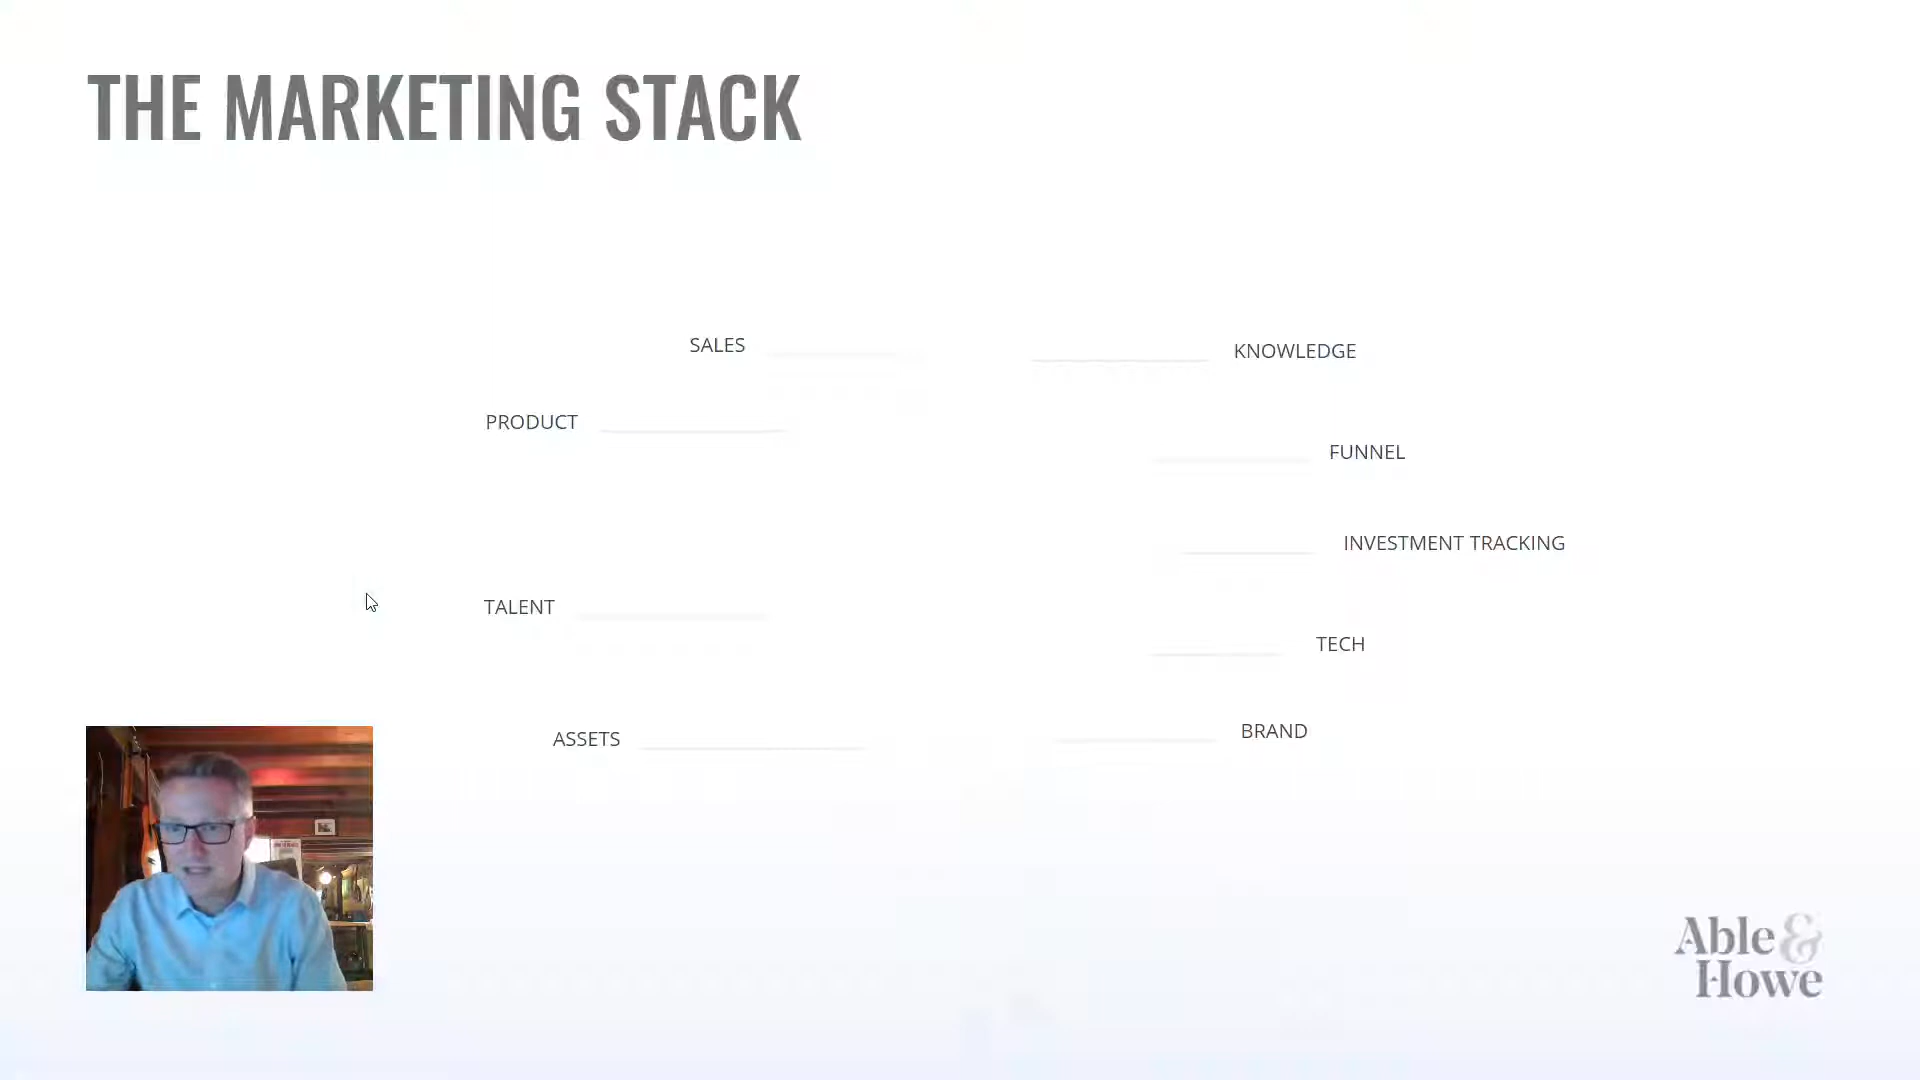 THE MARKETING STACK
SALES
KNOWLEDGE
PRODUCT
FUNNEL
INVESTMENT TRACKING
TALENT
TECH
ASSETS
BRAND
Able &
Howe